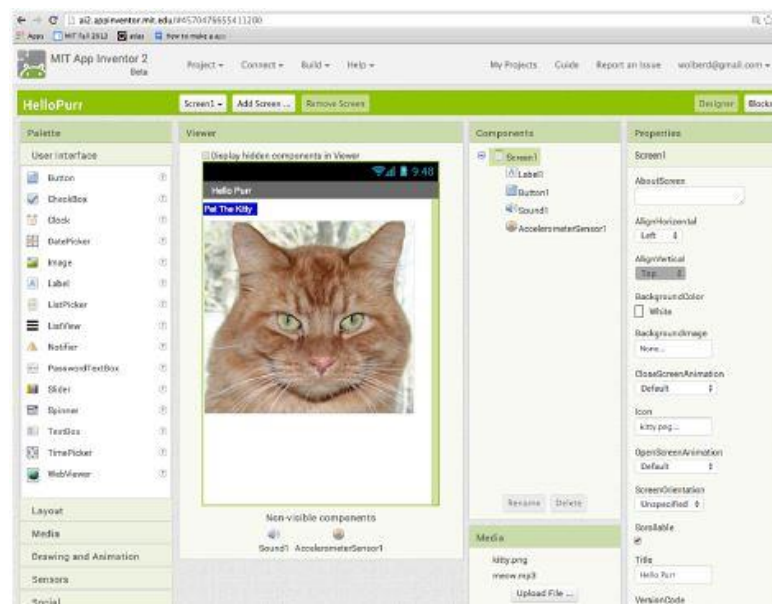 ai2.appinventor.mit.edu/#4570476655411200
Apps MIT Fall 2013 atlas How to make a ...
MIT App Inventor 2
Beta
Project Connect Build Help My Projects Guide Report an Issue wolberd@gmail.com
HelloPurr Screen1 Add Screen ... Remove Screen Designer Blocks
Palette
User Interface
Button
CheckBox
Clock
DatePicker
Image
Label
ListPicker
ListView
Notifier
PasswordTextBox
Slider
Spinner
TextBox
TimePicker
WebViewer
Layout
Media
Drawing and Animation
Sensors
Social
Viewer
Display hidden components in Viewer
9:48
Hello Purr
Pet The Kitty
Non-visible components
Sound1 AccelerometerSensor1
Components
Screen1
Label1
Button1
Sound1
AccelerometerSensor1
Rename Delete
Media
kitty.png
meow.mp3
Upload File ...
Properties
Screen1
AboutScreen
AlignHorizontal
Left
AlignVertical
Top
BackgroundColor
White
BackgroundImage
None...
CloseScreenAnimation
Default
Icon
kitty.png...
OpenScreenAnimation
Default
ScreenOrientation
Unspecified
Scrollable
Title
Hello Purr
VersionCode